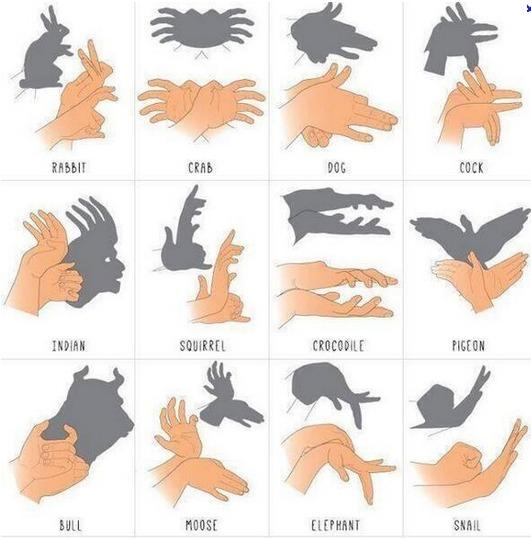 RABBIT
CRAB
DOG
COCK
INDIAN
SQUIRREL
CROCODILE
PIGEON
BULL
MOOSE
ELEPHANT
SNAIL